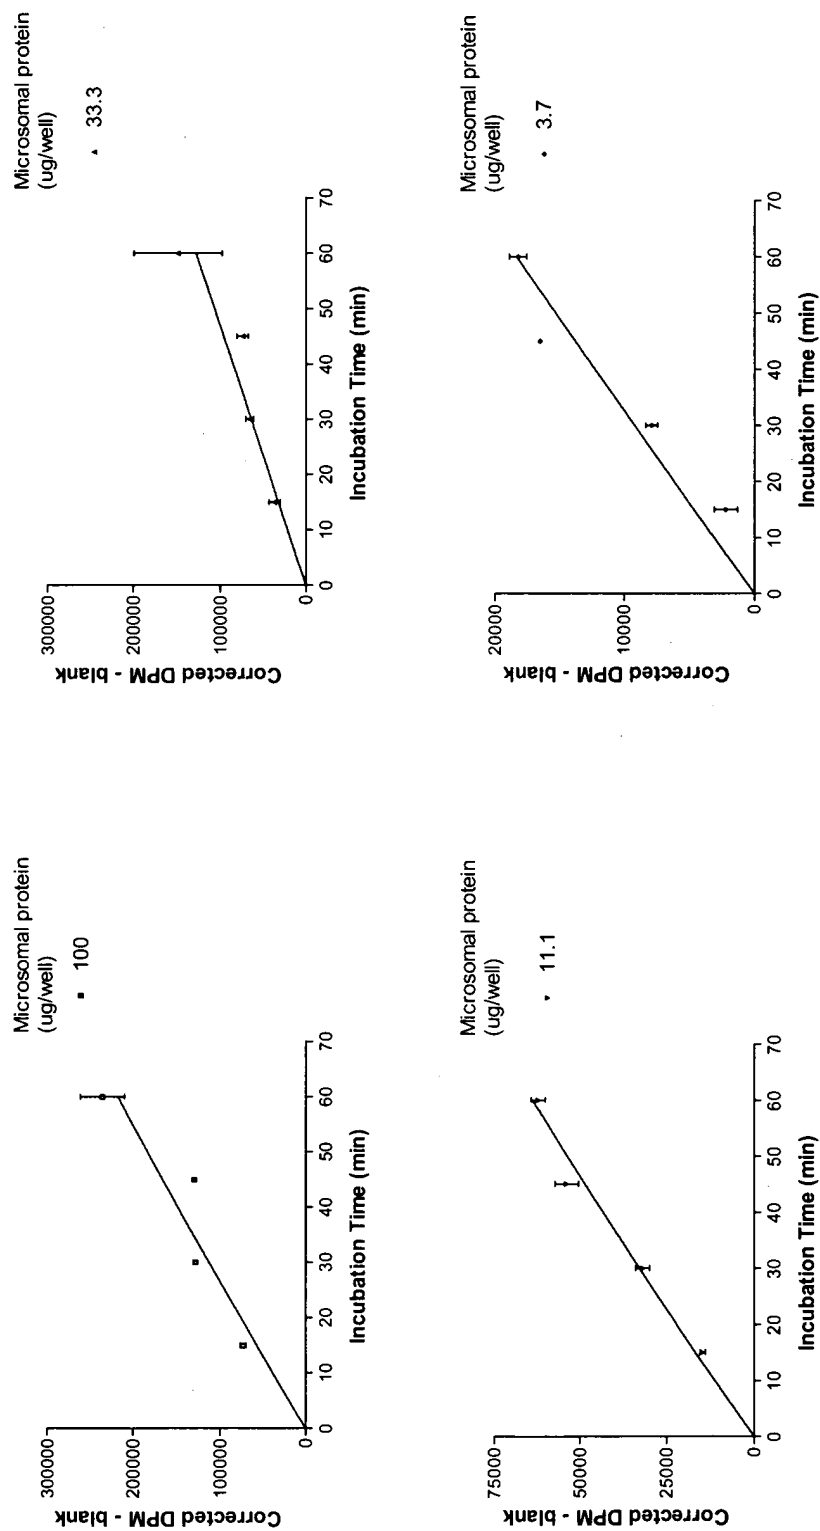 Microsomal protein
(ug/well)
100
300000
200000
100000
0
Corrected DPM - blank
0 10 20 30 40 50 60 70
Incubation Time (min)
Microsomal protein
(ug/well)
33.3
300000
200000
100000
0
Corrected DPM - blank
0 10 20 30 40 50 60 70
Incubation Time (min)
Microsomal protein
(ug/well)
11.1
75000
50000
25000
0
Corrected DPM - blank
0 10 20 30 40 50 60 70
Incubation Time (min)
Microsomal protein
(ug/well)
3.7
20000
10000
0
Corrected DPM - blank
0 10 20 30 40 50 60 70
Incubation Time (min)